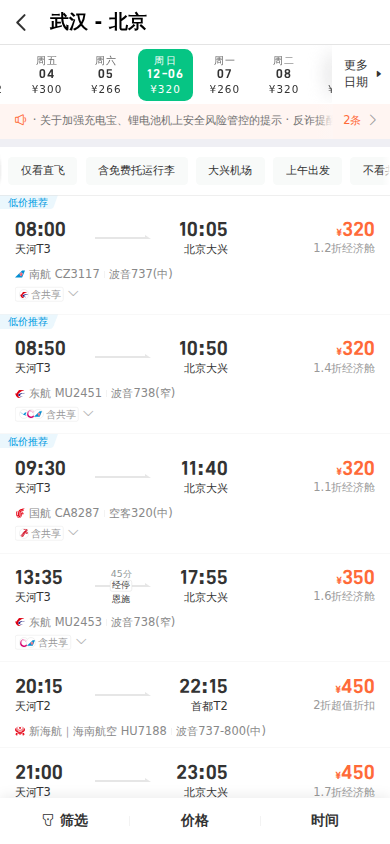 武汉 - 北京
周五 周六 周日 周一 周二
04 05 12-06 07 08 更多日期
¥300 ¥266 ¥320 ¥260 ¥320
· 关于加强充电宝、锂电池机上安全风险管控的提示 · 反诈提 2条
仅看直飞 含免费托运行李 大兴机场 上午出发 不看
低价推荐
08:00 10:05 ¥320
天河T3 北京大兴 1.2折经济舱
南航 CZ3117 波音737(中)
含共享
低价推荐
08:50 10:50 ¥320
天河T3 北京大兴 1.4折经济舱
东航 MU2451 波音738(窄)
含共享
低价推荐
09:30 11:40 ¥320
天河T3 北京大兴 1.1折经济舱
国航 CA8287 空客320(中)
含共享
13:35 45分 17:55 ¥350
经停
天河T3 恩施 北京大兴 1.6折经济舱
东航 MU2453 波音738(窄)
含共享
20:15 22:15 ¥450
天河T2 首都T2 2折超值折扣
新海航 | 海南航空 HU7188 波音737-800(中)
21:00 23:05 ¥450
天河T3 北京大兴 1.7折经济舱
筛选 价格 时间